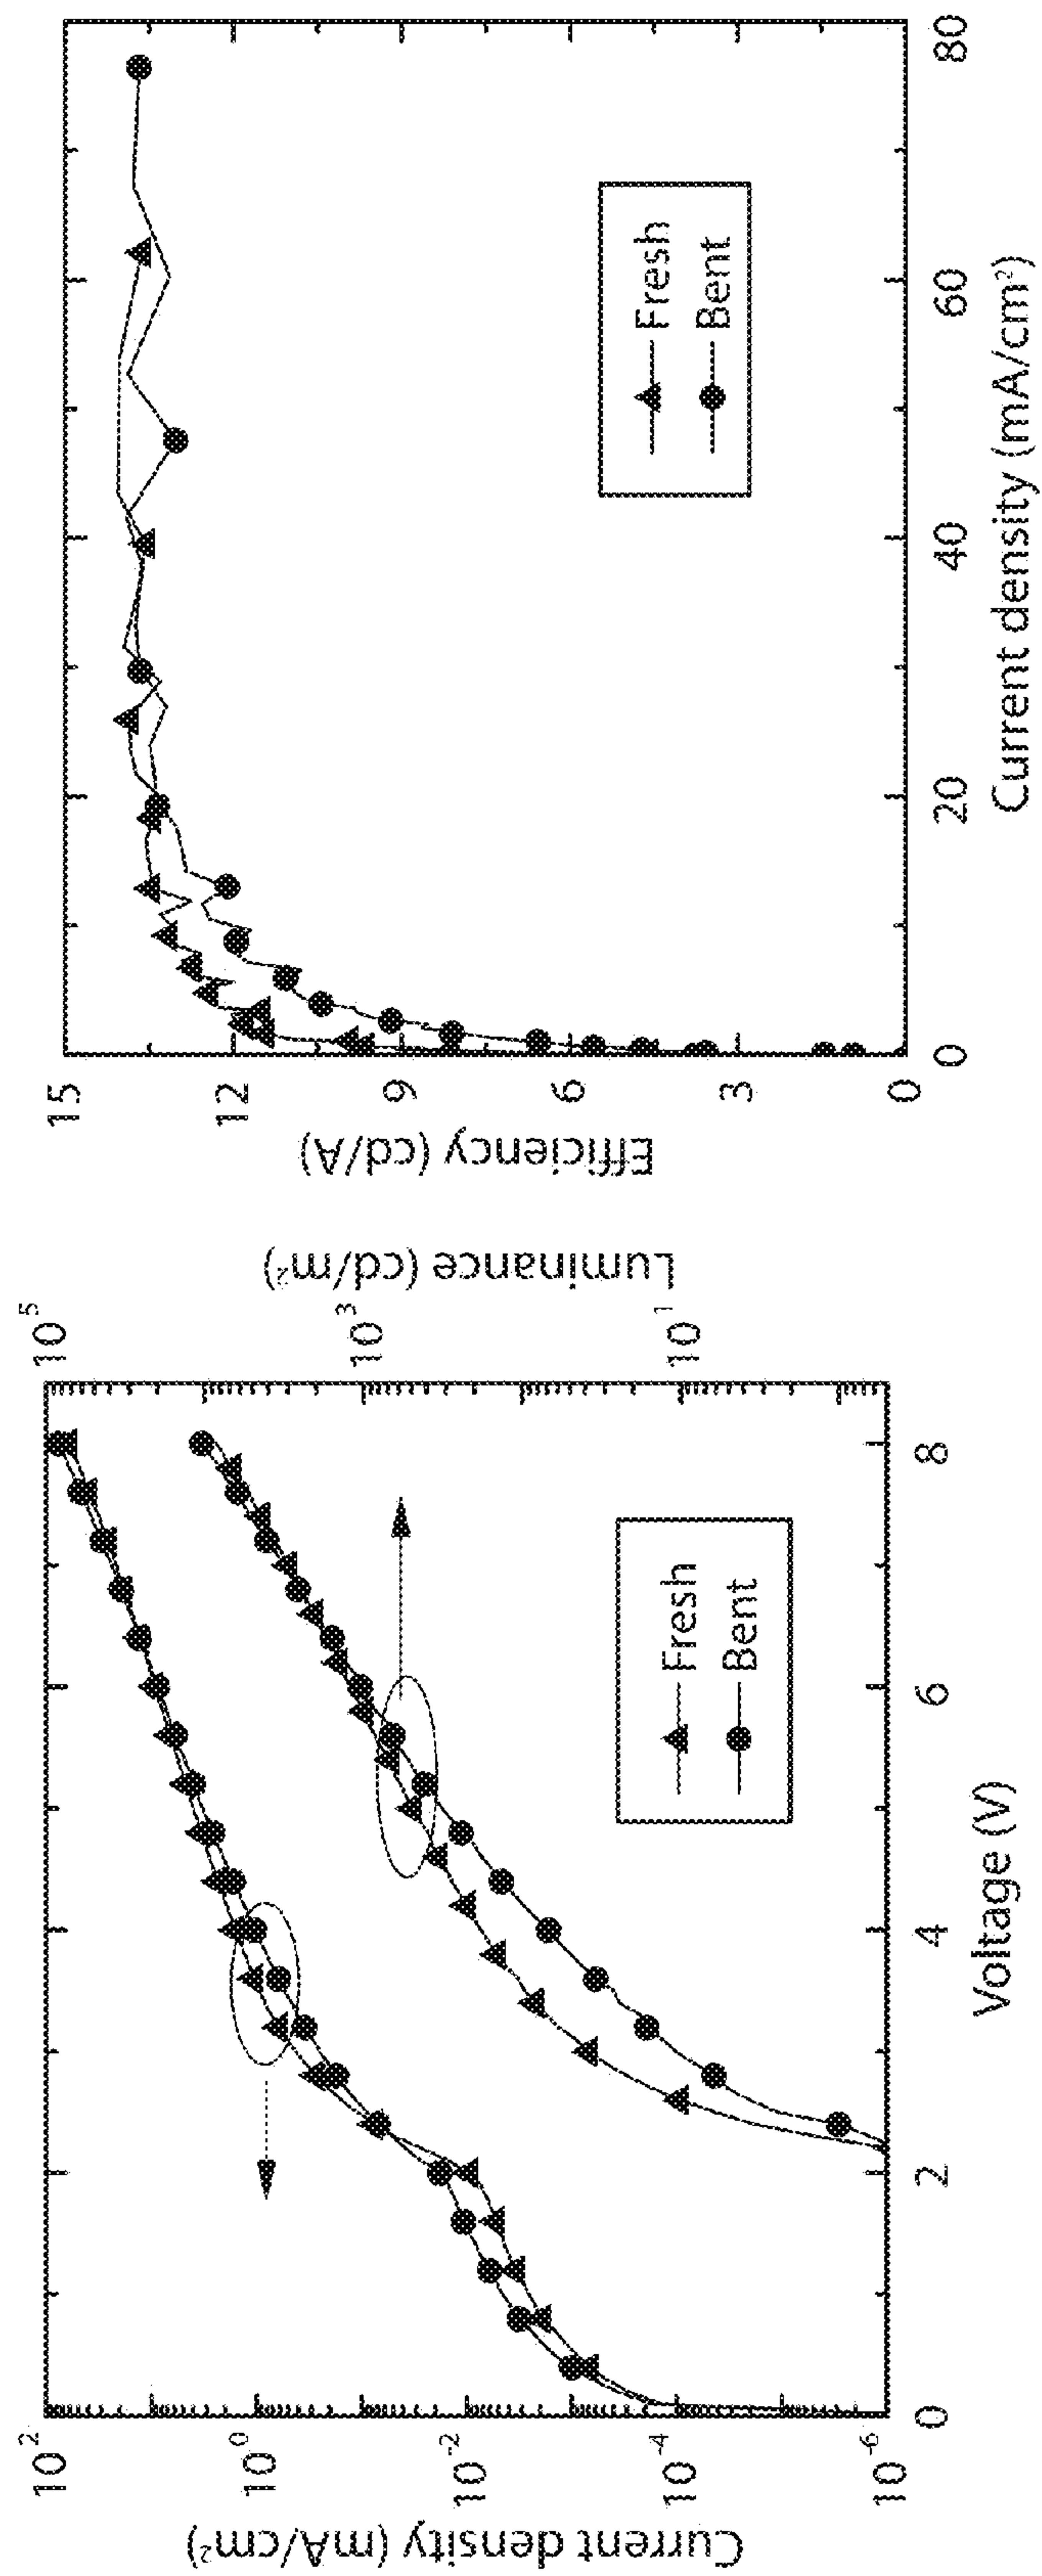 10²
10⁰
10⁻²
10⁻⁴
10⁻⁶
Current density (mA/cm²)
0
2
4
6
8
Voltage (V)
10⁵
10³
10¹
Luminance (cd/m²)
Fresh
Bent
15
12
9
6
3
0
Efficiency (cd/A)
0
20
40
60
80
Current density (mA/cm²)
Fresh
Bent